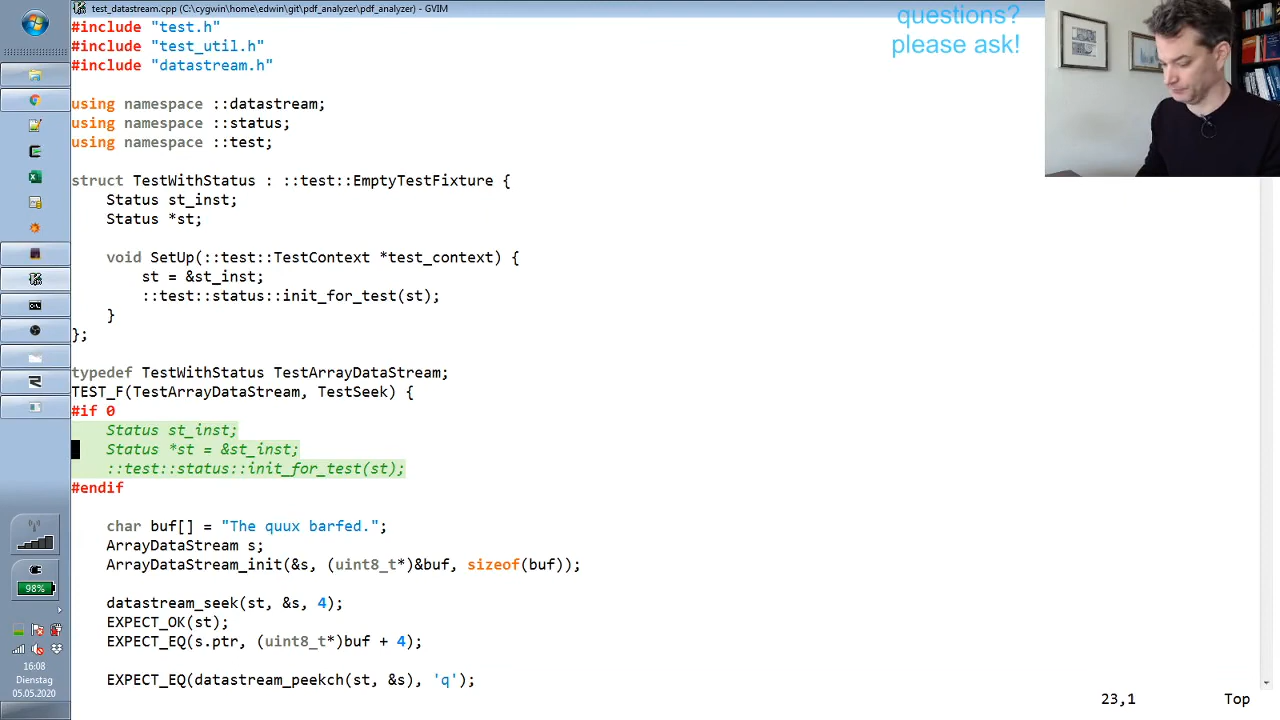 test_datastream.cpp (C:\cygwin\home\edwin\git\pdf_analyzer\pdf_analyzer) - GVIM
questions?
please ask!
#include "test.h"
#include "test_util.h"
#include "datastream.h"
using namespace ::datastream;
using namespace ::status;
using namespace ::test;
struct TestWithStatus : ::test::EmptyTestFixture {
    Status st_inst;
    Status *st;
    void SetUp(::test::TestContext *test_context) {
        st = &st_inst;
        ::test::status::init_for_test(st);
    }
};
typedef TestWithStatus TestArrayDataStream;
TEST_F(TestArrayDataStream, TestSeek) {
#if 0
    Status st_inst;
    Status *st = &st_inst;
    ::test::status::init_for_test(st);
#endif
    char buf[] = "The quux barfed.";
    ArrayDataStream s;
    ArrayDataStream_init(&s, (uint8_t*)&buf, sizeof(buf));
    datastream_seek(st, &s, 4);
    EXPECT_OK(st);
    EXPECT_EQ(s.ptr, (uint8_t*)buf + 4);
    EXPECT_EQ(datastream_peekch(st, &s), 'q');
23,1 Top
98%
16:08
Dienstag
05.05.2020